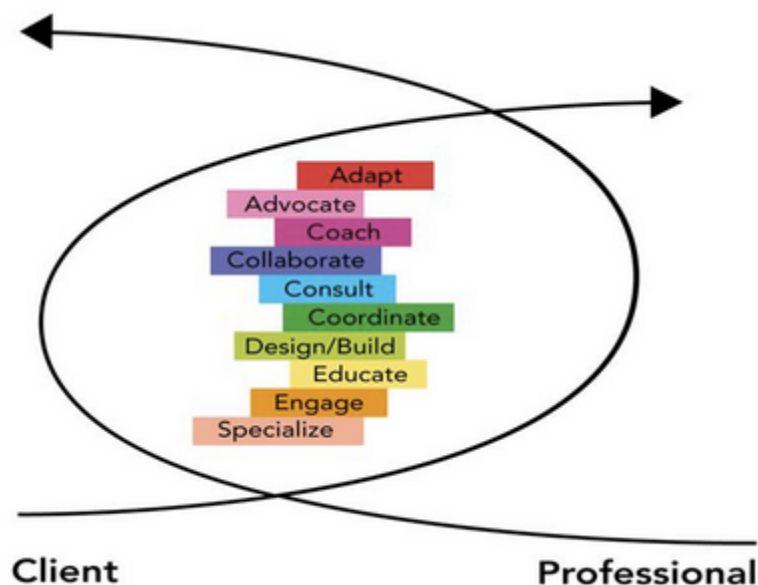 Adapt
Advocate
Coach
Collaborate
Consult
Coordinate
Design/Build
Educate
Engage
Specialize
Client
Professional